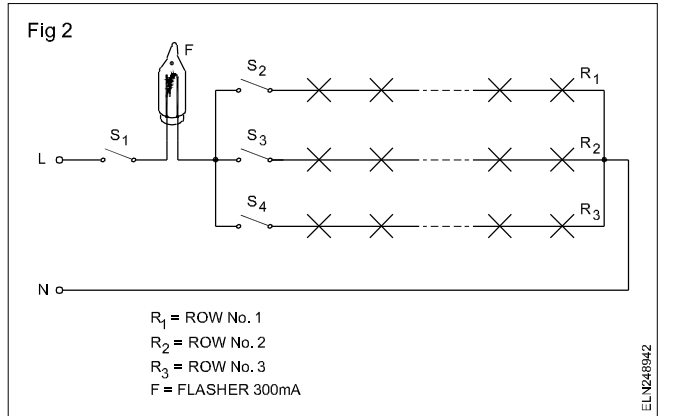 Fig 2
F
S2
R1
S1
S3
R2
L
S4
R3
N
R1 = ROW No. 1
R2 = ROW No. 2
R3 = ROW No. 3
F = FLASHER 300mA
ELN248942